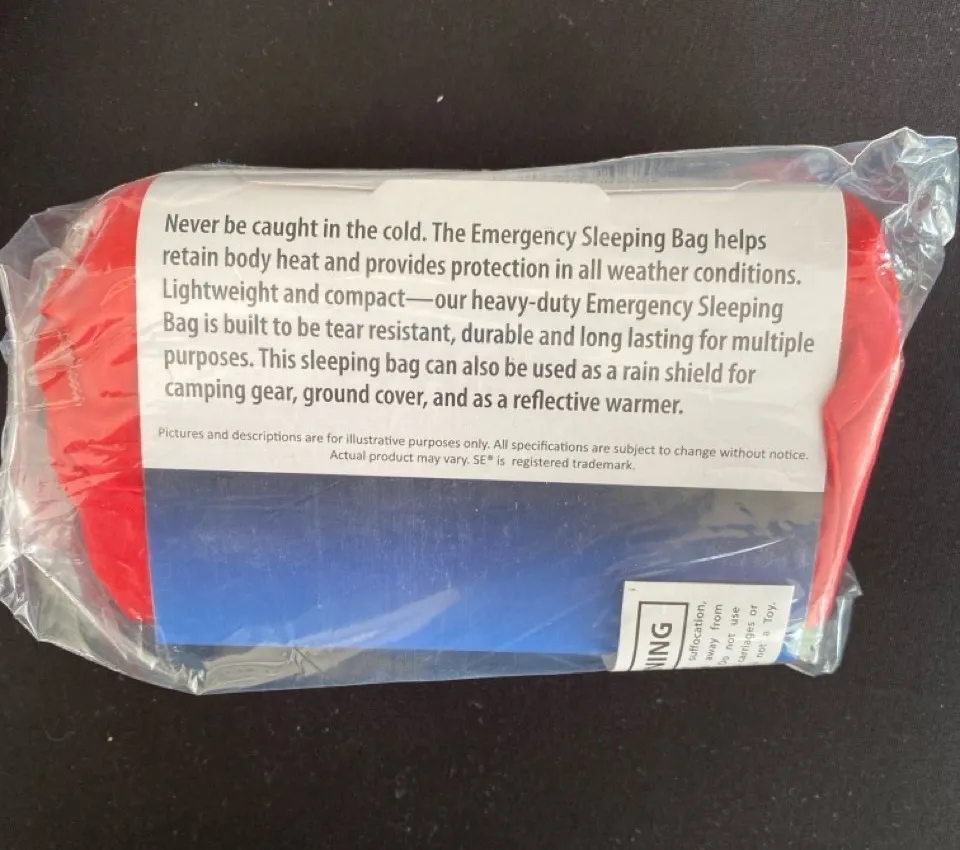 Never be caught in the cold. The Emergency Sleeping Bag helps
retain body heat and provides protection in all weather conditions.
Lightweight and compact—our heavy-duty Emergency Sleeping
Bag is built to be tear resistant, durable and long lasting for multiple
purposes. This sleeping bag can also be used as a rain shield for
camping gear, ground cover, and as a reflective warmer.
Pictures and descriptions are for illustrative purposes only. All specifications are subject to change without notice.
Actual product may vary. SE® is registered trademark.
NING
suffocation,
away from
Do not use
carriages or
not a Toy.